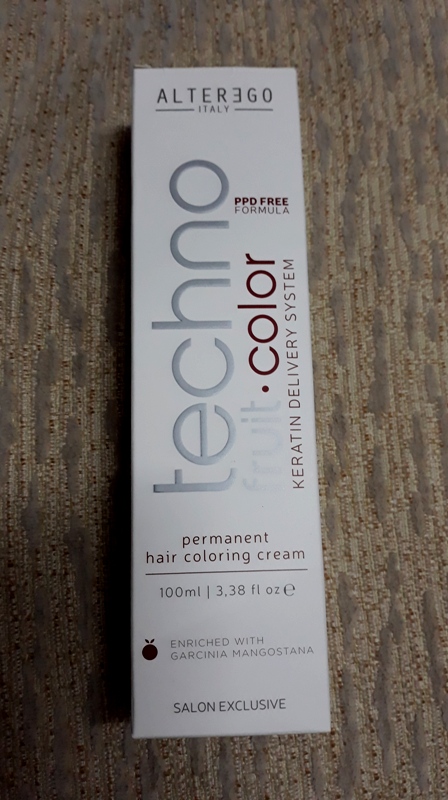 ALTERƎGO
ITALY
techno
fruit·color
PPD FREE
FORMULA
KERATIN DELIVERY SYSTEM
permanent
hair coloring cream
100ml | 3,38 fl oz ℮
ENRICHED WITH
GARCINIA MANGOSTANA
SALON EXCLUSIVE